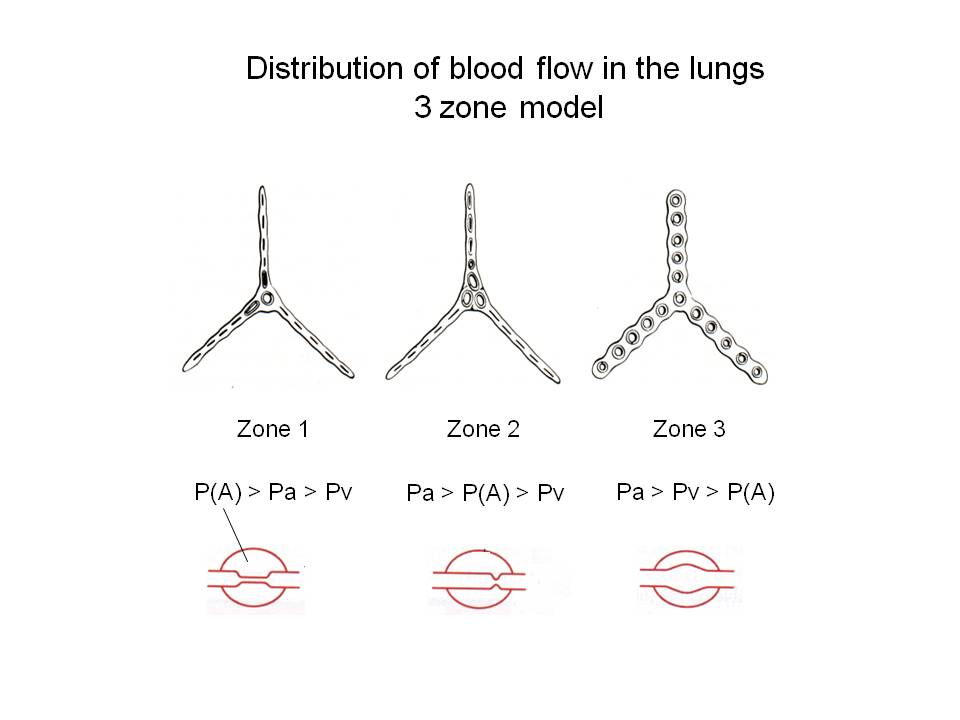 Distribution of blood flow in the lungs
3 zone model
Zone 1
Zone 2
Zone 3
P(A) > Pa > Pv
Pa > P(A) > Pv
Pa > Pv > P(A)